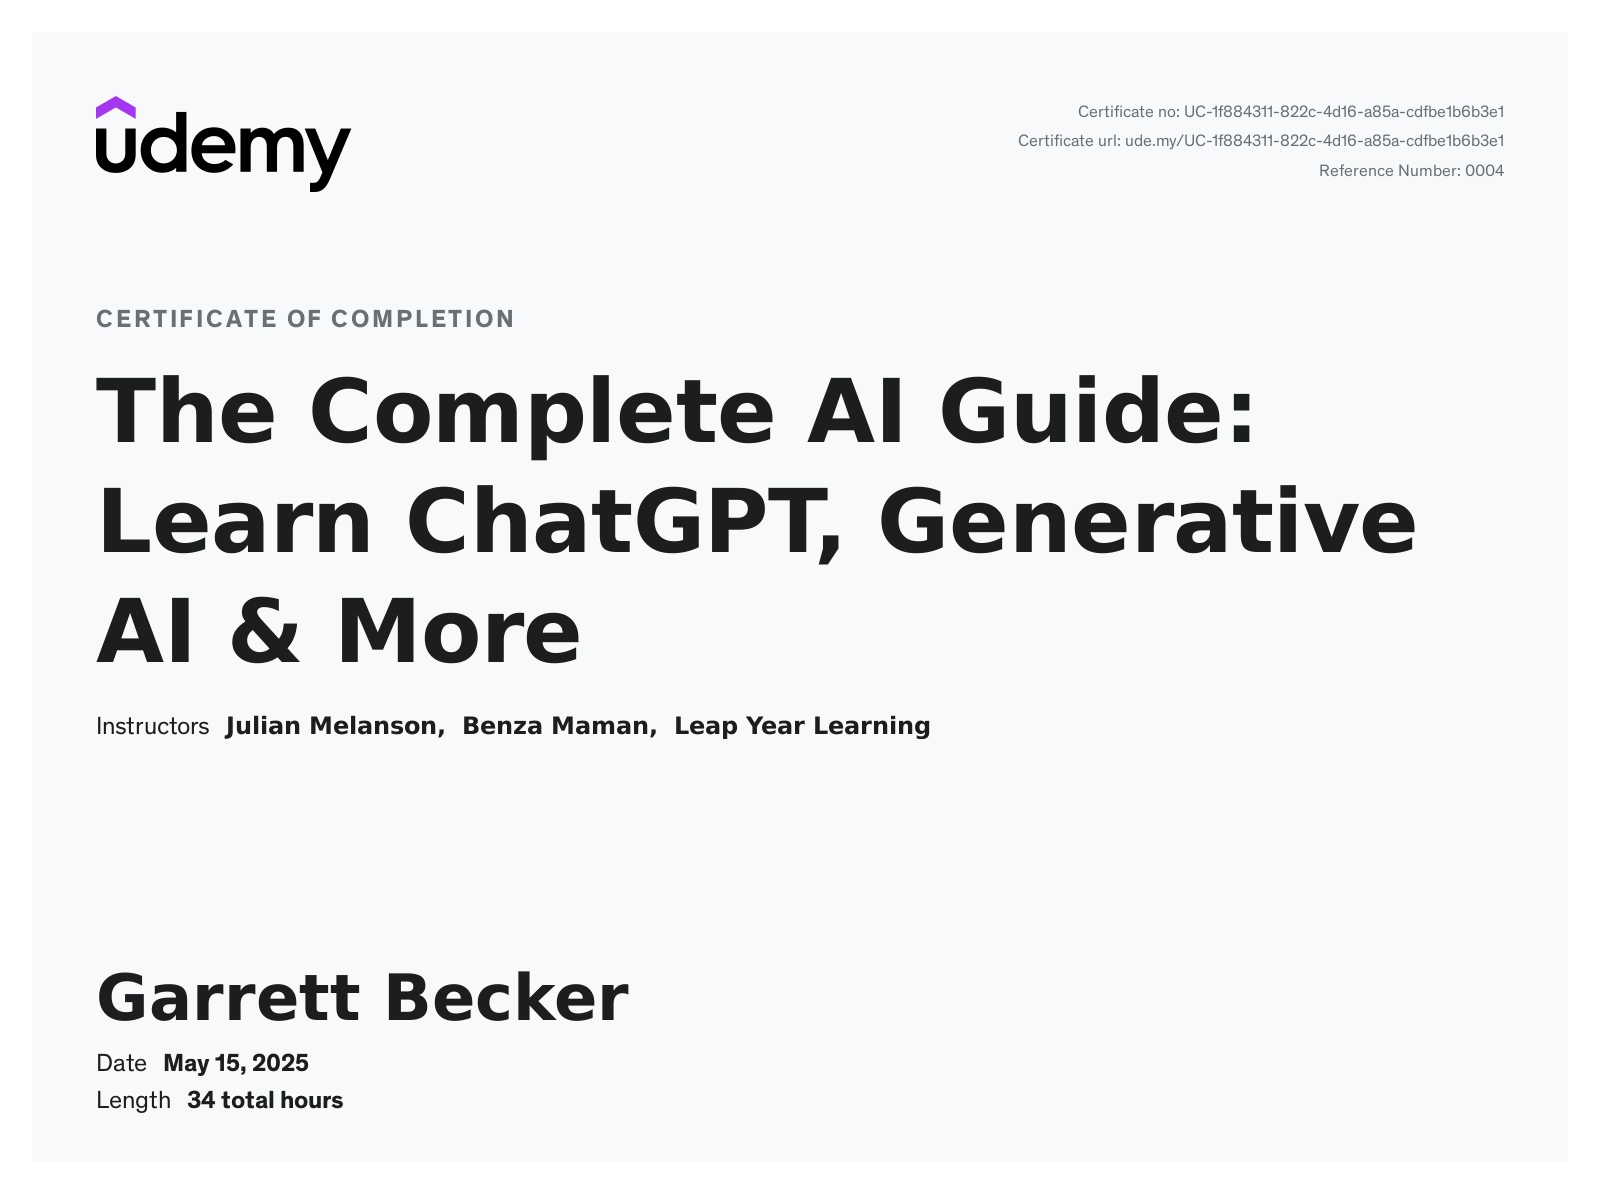 udemy
Certificate no: UC-1f884311-822c-4d16-a85a-cdfbe1b6b3e1
Certificate url: ude.my/UC-1f884311-822c-4d16-a85a-cdfbe1b6b3e1
Reference Number: 0004
CERTIFICATE OF COMPLETION
The Complete AI Guide:
Learn ChatGPT, Generative
AI & More
Instructors Julian Melanson, Benza Maman, Leap Year Learning
Garrett Becker
Date May 15, 2025
Length 34 total hours